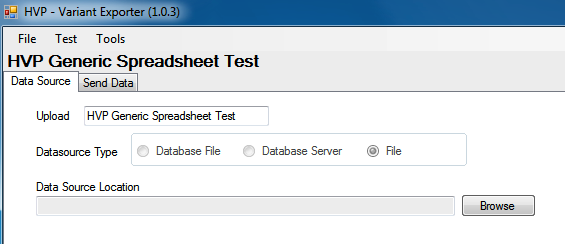 HVP - Variant Exporter (1.0.3)
File Test Tools
HVP Generic Spreadsheet Test
Data Source Send Data
Upload HVP Generic Spreadsheet Test
Datasource Type Database File Database Server File
Data Source Location
Browse